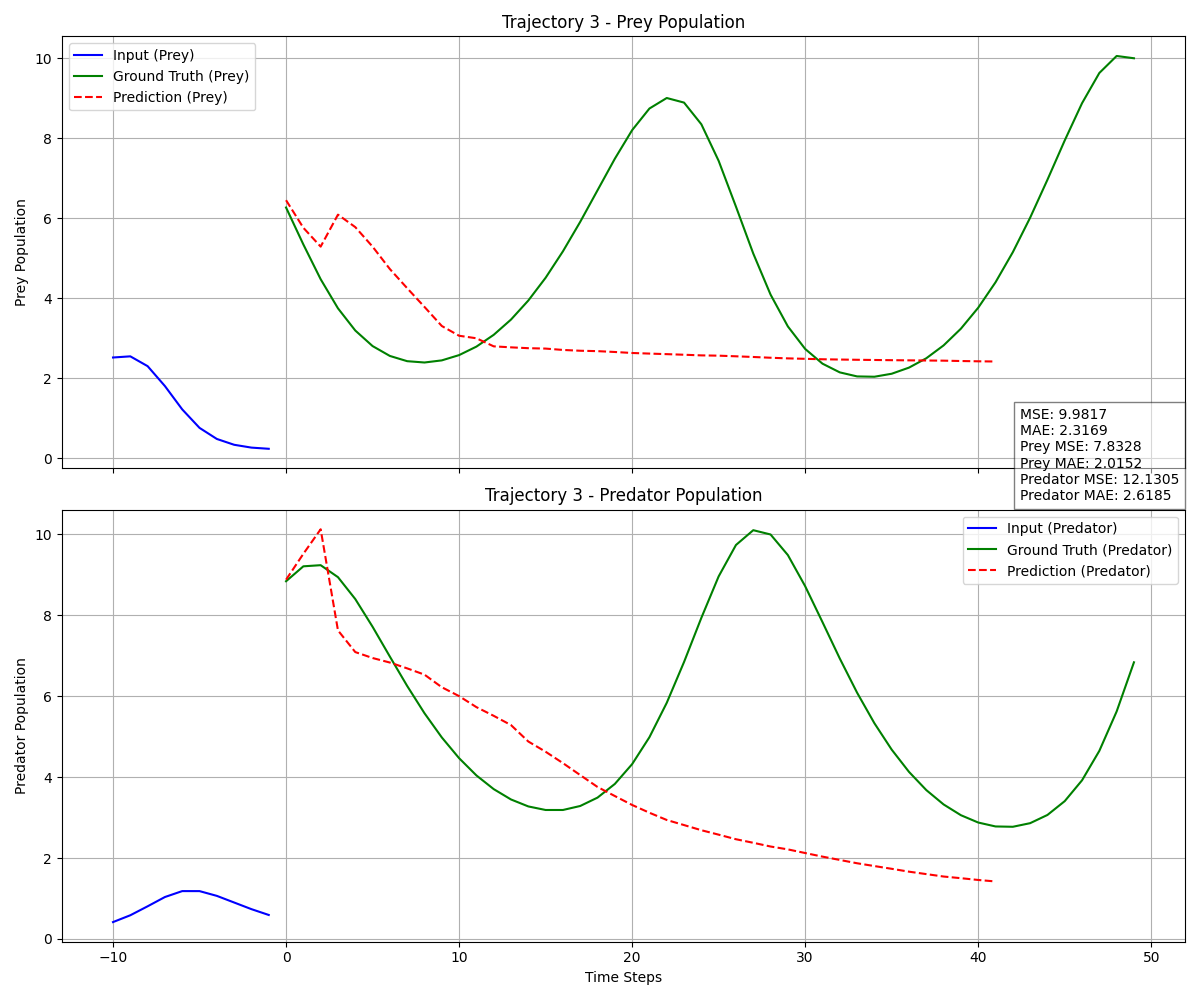 Trajectory 3 - Prey Population
Input (Prey)
Ground Truth (Prey)
Prediction (Prey)
Prey Population
10
8
6
4
2
0
MSE: 9.9817
MAE: 2.3169
Prey MSE: 7.8328
Prey MAE: 2.0152
Predator MSE: 12.1305
Predator MAE: 2.6185
Trajectory 3 - Predator Population
Input (Predator)
Ground Truth (Predator)
Prediction (Predator)
Predator Population
10
8
6
4
2
0
−10 0 10 20 30 40 50
Time Steps